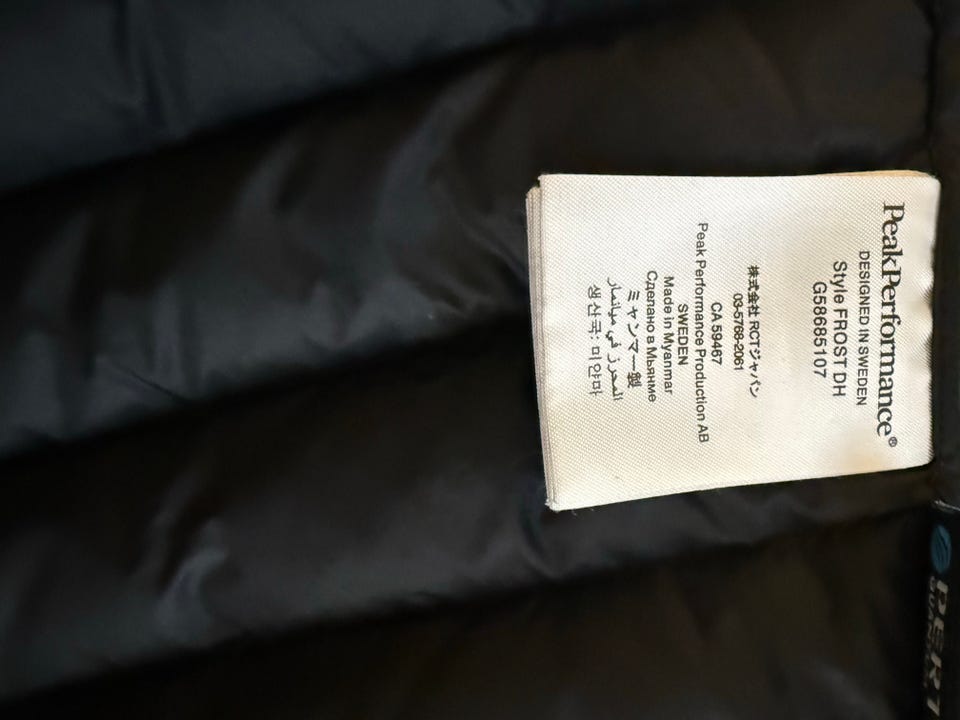 PeakPerformance®
DESIGNED IN SWEDEN
Style FROST DH
G58685107
株式会社 RCTジャパン
03-5768-2061
CA 59467
Peak Performance Production AB
SWEDEN
Made in Myanmar
Сделано в Мьянме
ミャンマー製
المحرز في ميانمار
생산국: 미얀마
PERT